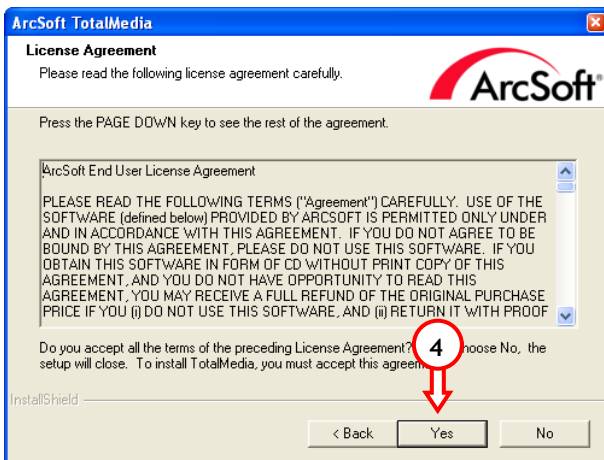 ArcSoft TotalMedia
License Agreement
Please read the following license agreement carefully.
ArcSoft®
Press the PAGE DOWN key to see the rest of the agreement.
ArcSoft End User License Agreement
PLEASE READ THE FOLLOWING TERMS ("Agreement") CAREFULLY. USE OF THE
SOFTWARE (defined below) PROVIDED BY ARCSOFT IS PERMITTED ONLY UNDER
AND IN ACCORDANCE WITH THIS AGREEMENT. IF YOU DO NOT AGREE TO BE
BOUND BY THIS AGREEMENT, PLEASE DO NOT USE THIS SOFTWARE. IF YOU
OBTAIN THIS SOFTWARE IN FORM OF CD WITHOUT PRINT COPY OF THIS
AGREEMENT, AND YOU DO NOT HAVE OPPORTUNITY TO READ THIS
AGREEMENT, YOU MAY RECEIVE A FULL REFUND OF THE ORIGINAL PURCHASE
PRICE IF YOU (i) DO NOT USE THIS SOFTWARE, AND (ii) RETURN IT WITH PROOF
Do you accept all the terms of the preceding License Agreement? hoose No, the
setup will close. To install TotalMedia, you must accept this agreem
4
InstallShield
< Back Yes No